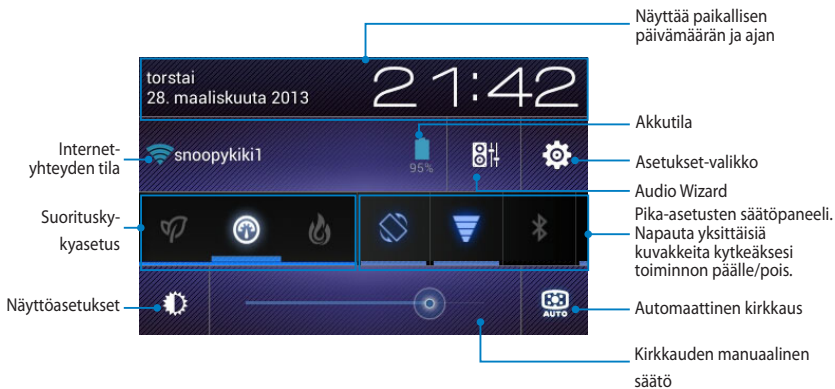 Näyttää paikallisen
päivämäärän ja ajan
torstai
28. maaliskuuta 2013
21:42
Internet-
yhteyden tila
snoopykiki1
95%
Akkutila
Asetukset-valikko
Audio Wizard
Suoritusky-
kyasetus
Pika-asetusten säätöpaneeli.
Napauta yksittäisiä
kuvakkeita kytkeäksesi
toiminnon päälle/pois.
Näyttöasetukset
AUTO
Automaattinen kirkkaus
Kirkkauden manuaalinen
säätö